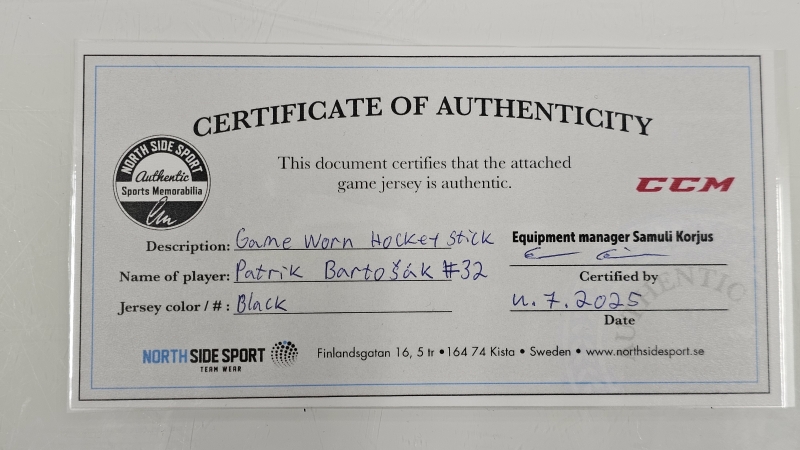 CERTIFICATE OF AUTHENTICITY
NORTH SIDE SPORT
Authentic
Sports Memorabilia
This document certifies that the attached
game jersey is authentic.
CCM
Description: Game Worn Hockey Stick
Equipment manager Samuli Korjus
Name of player: Patrik Bartošák #32
Certified by
Jersey color / # : Black
11.7.2025
Date
AUTHENTIC
NORTH SIDE SPORT
TEAM WEAR
Finlandsgatan 16, 5 tr • 164 74 Kista • Sweden • www.northsidesport.se